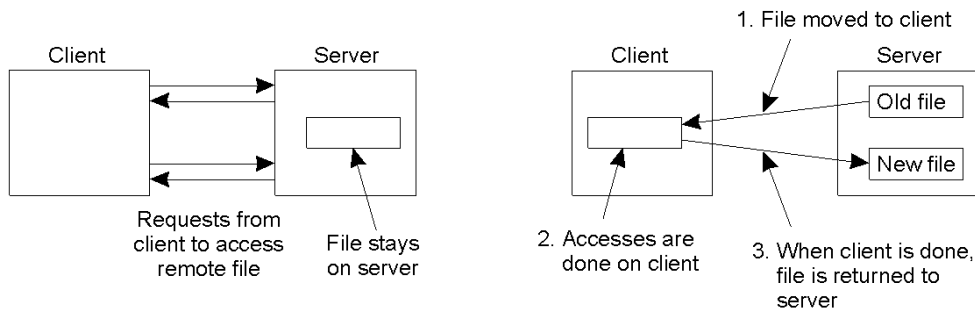 Client
Server
Requests from
client to access
remote file
File stays
on server
1. File moved to client
Client
Server
Old file
New file
2. Accesses are
done on client
3. When client is done,
file is returned to
server